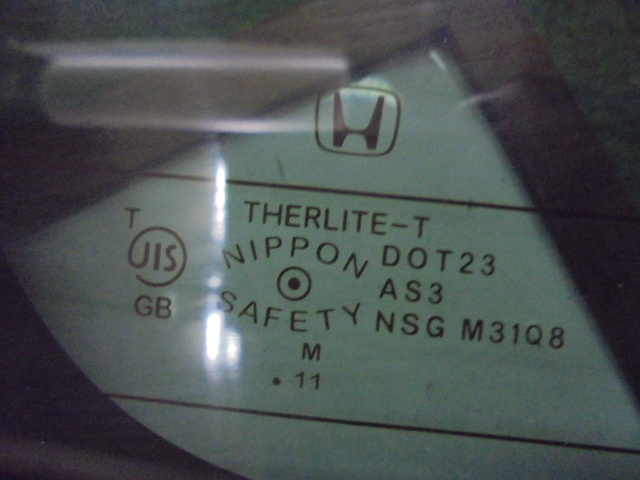 THERLITE-T
T
JIS
GB
NIPPON
SAFETY
DOT23
AS3
NSG M31Q8
M
.11